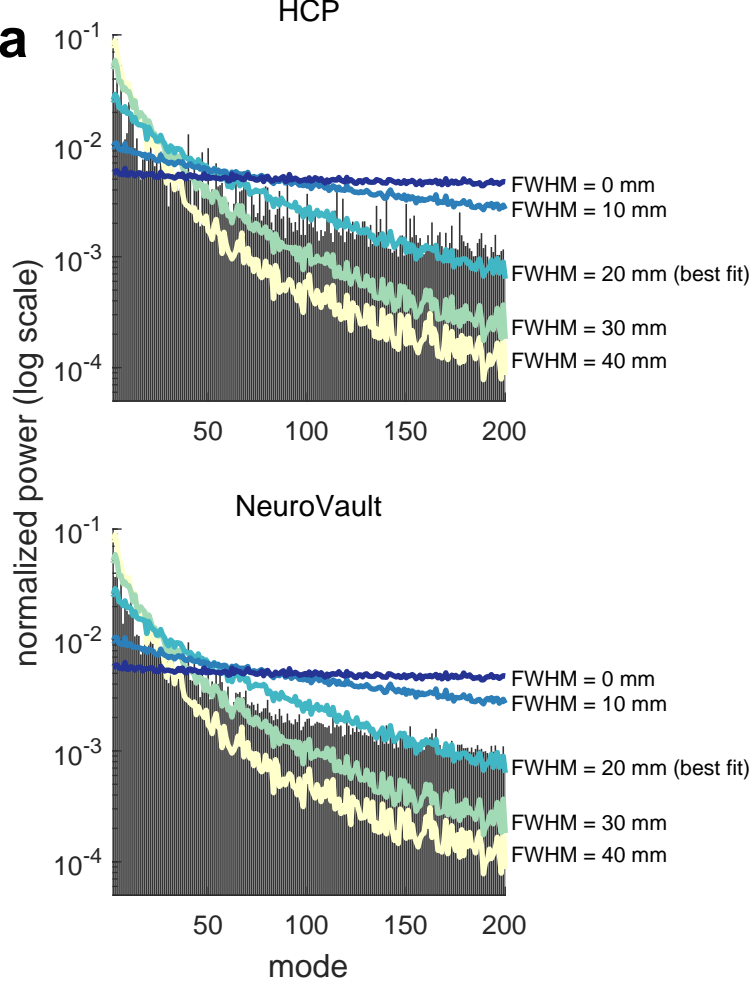 a
HCP
10-1
10-2
10-3
10-4
FWHM = 0 mm
FWHM = 10 mm
FWHM = 20 mm (best fit)
FWHM = 30 mm
FWHM = 40 mm
50 100 150 200
normalized power (log scale)
NeuroVault
10-1
10-2
10-3
10-4
FWHM = 0 mm
FWHM = 10 mm
FWHM = 20 mm (best fit)
FWHM = 30 mm
FWHM = 40 mm
50 100 150 200
mode